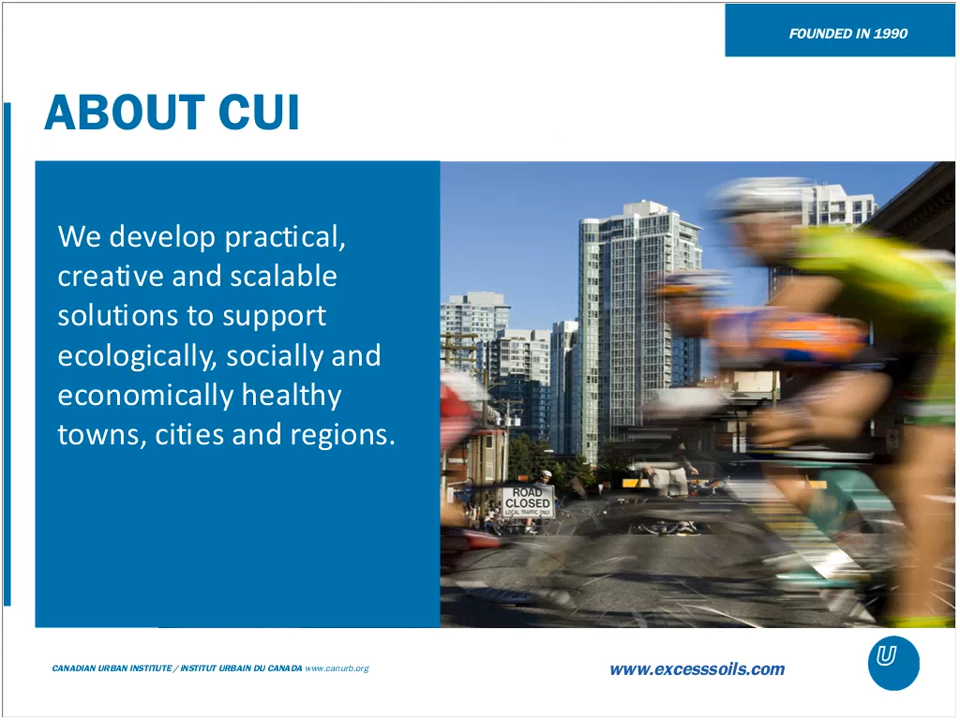 FOUNDED IN 1990
ABOUT CUI
We develop practical,
creative and scalable
solutions to support
ecologically, socially and
economically healthy
towns, cities and regions.
ROAD
CLOSED
LOCAL TRAFFIC ONLY
CANADIAN URBAN INSTITUTE / INSTITUT URBAIN DU CANADA www.canurb.org
www.excesssoils.com
U